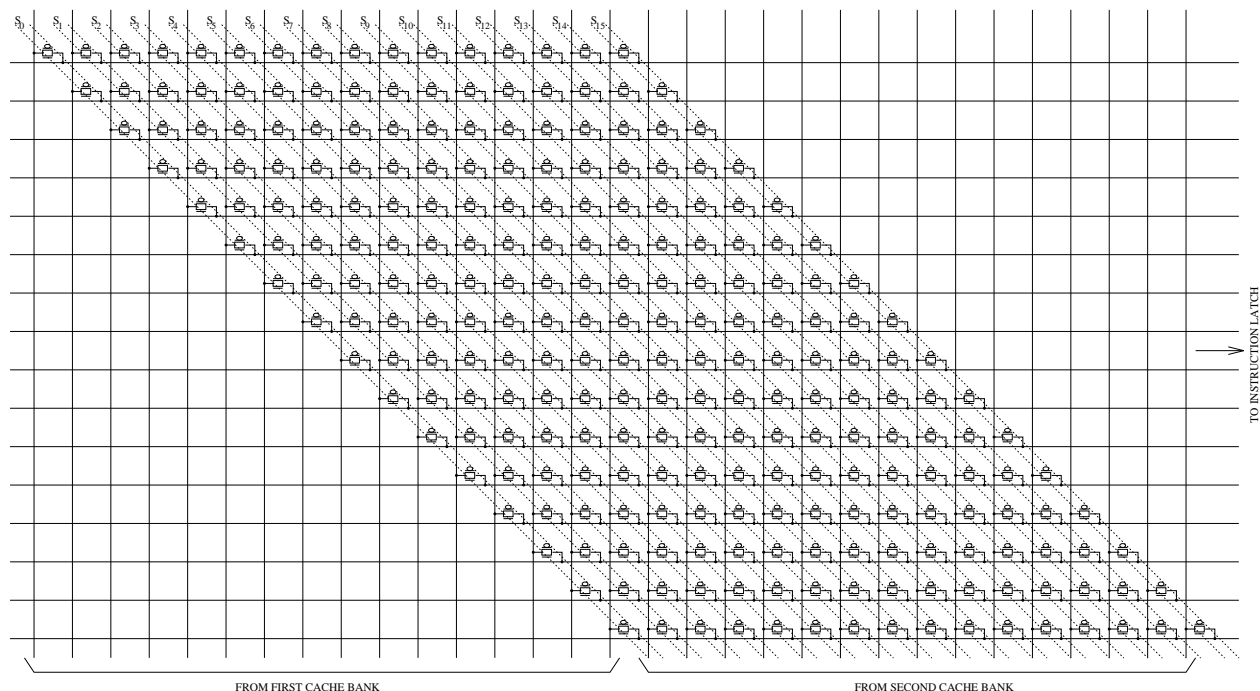 S0 S1 S2 S3 S4 S5 S6 S7 S8 S9 S10 S11 S12 S13 S14 S15
TO INSTRUCTION LATCH
FROM FIRST CACHE BANK
FROM SECOND CACHE BANK